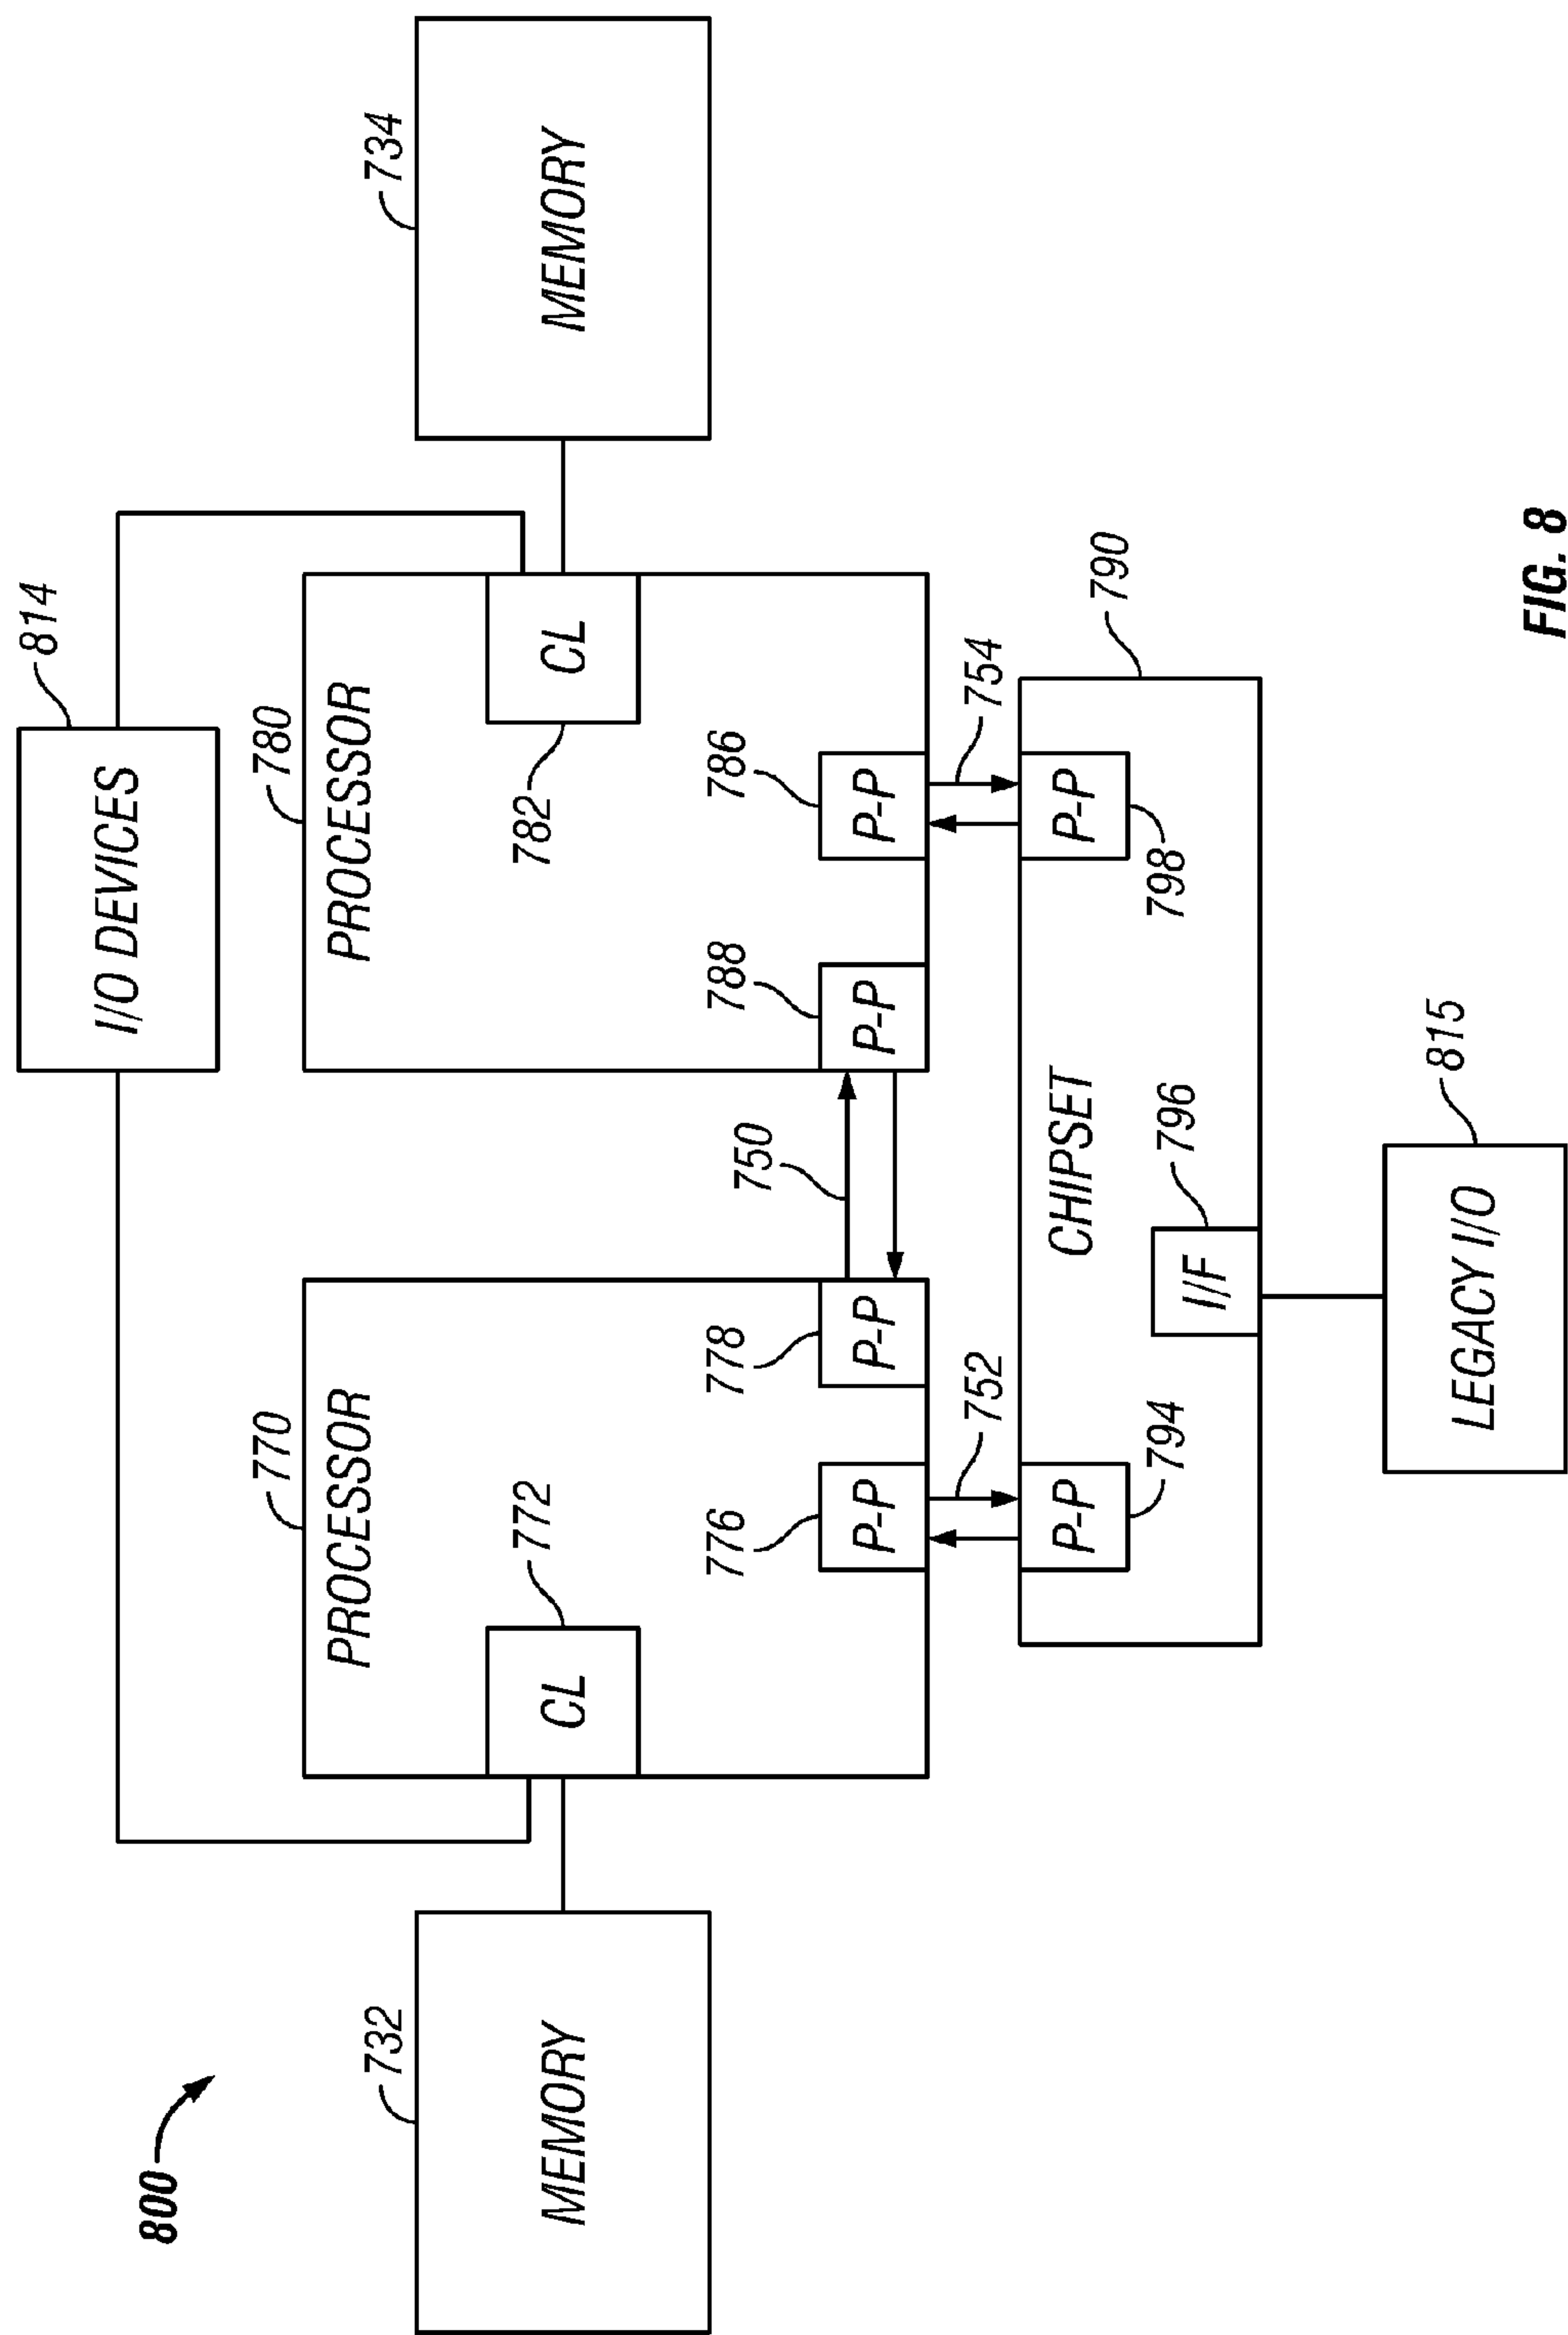 800
I/O DEVICES
814
770
780
PROCESSOR
PROCESSOR
732
734
MEMORY
CL
772
782
CL
MEMORY
776
778
750
788
786
P-P
P-P
P-P
P-P
752
754
P-P
CHIPSET
P-P
790
794
I/F
796
798
LEGACY I/O
815
FIG. 8